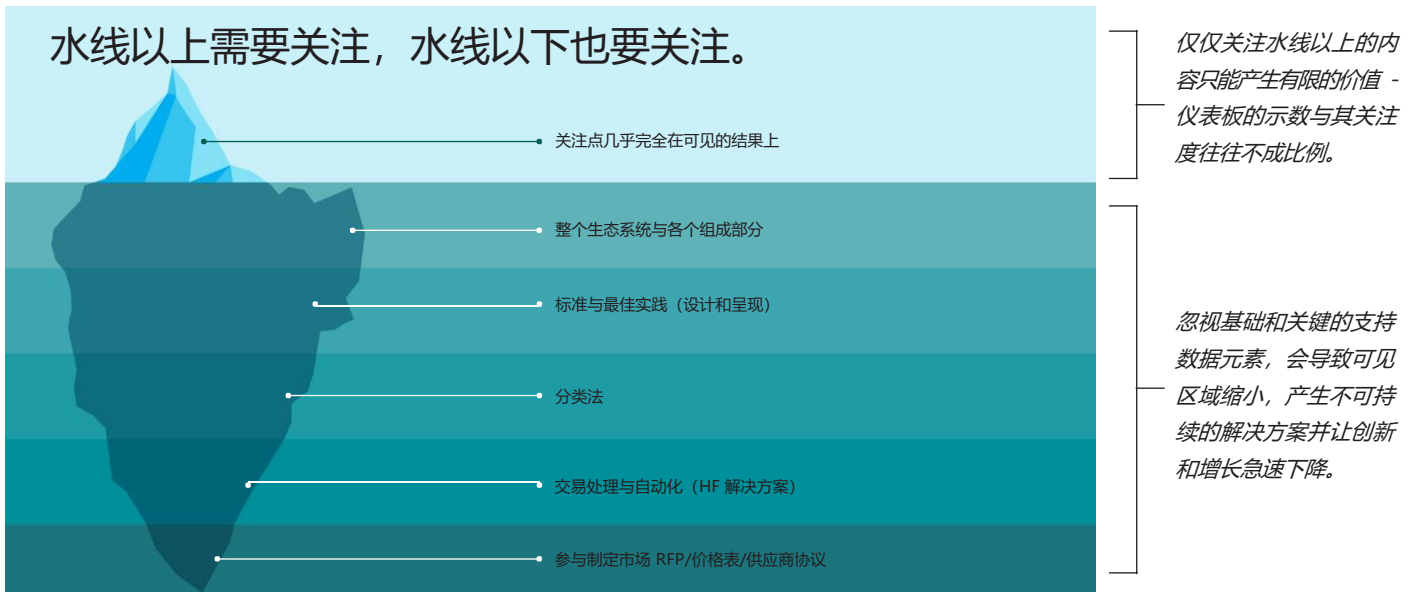 水线以上需要关注，水线以下也要关注。
关注点几乎完全在可见的结果上
整个生态系统与各个组成部分
标准与最佳实践（设计和呈现）
分类法
交易处理与自动化（HF 解决方案）
参与制定市场 RFP/价格表/供应商协议
仅仅关注水线以上的内
容只能产生有限的价值 -
仪表板的示数与其关注
度往往不成比例。
忽视基础和关键的支持
数据元素，会导致可见
区域缩小，产生不可持
续的解决方案并让创新
和增长急速下降。